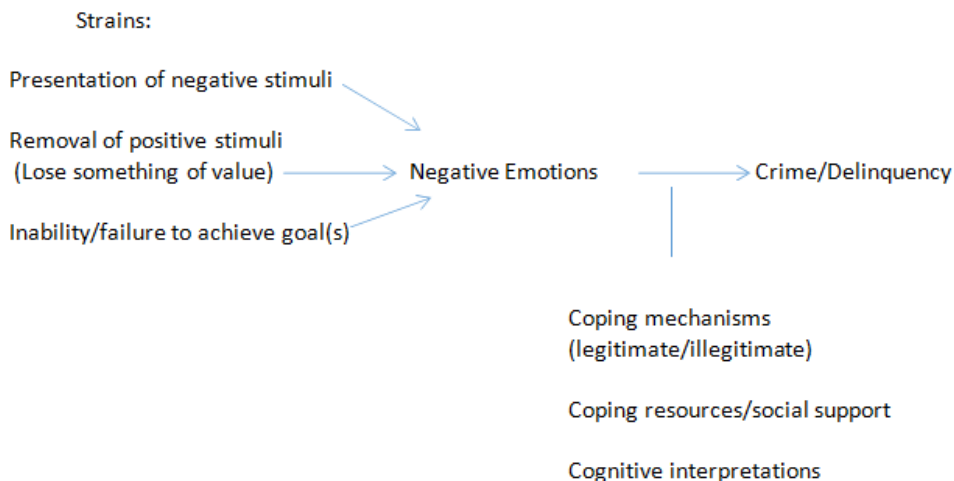 Strains:
Presentation of negative stimuli
Removal of positive stimuli
(Lose something of value)
Negative Emotions
Crime/Delinquency
Inability/failure to achieve goal(s)
Coping mechanisms
(legitimate/illegitimate)
Coping resources/social support
Cognitive interpretations